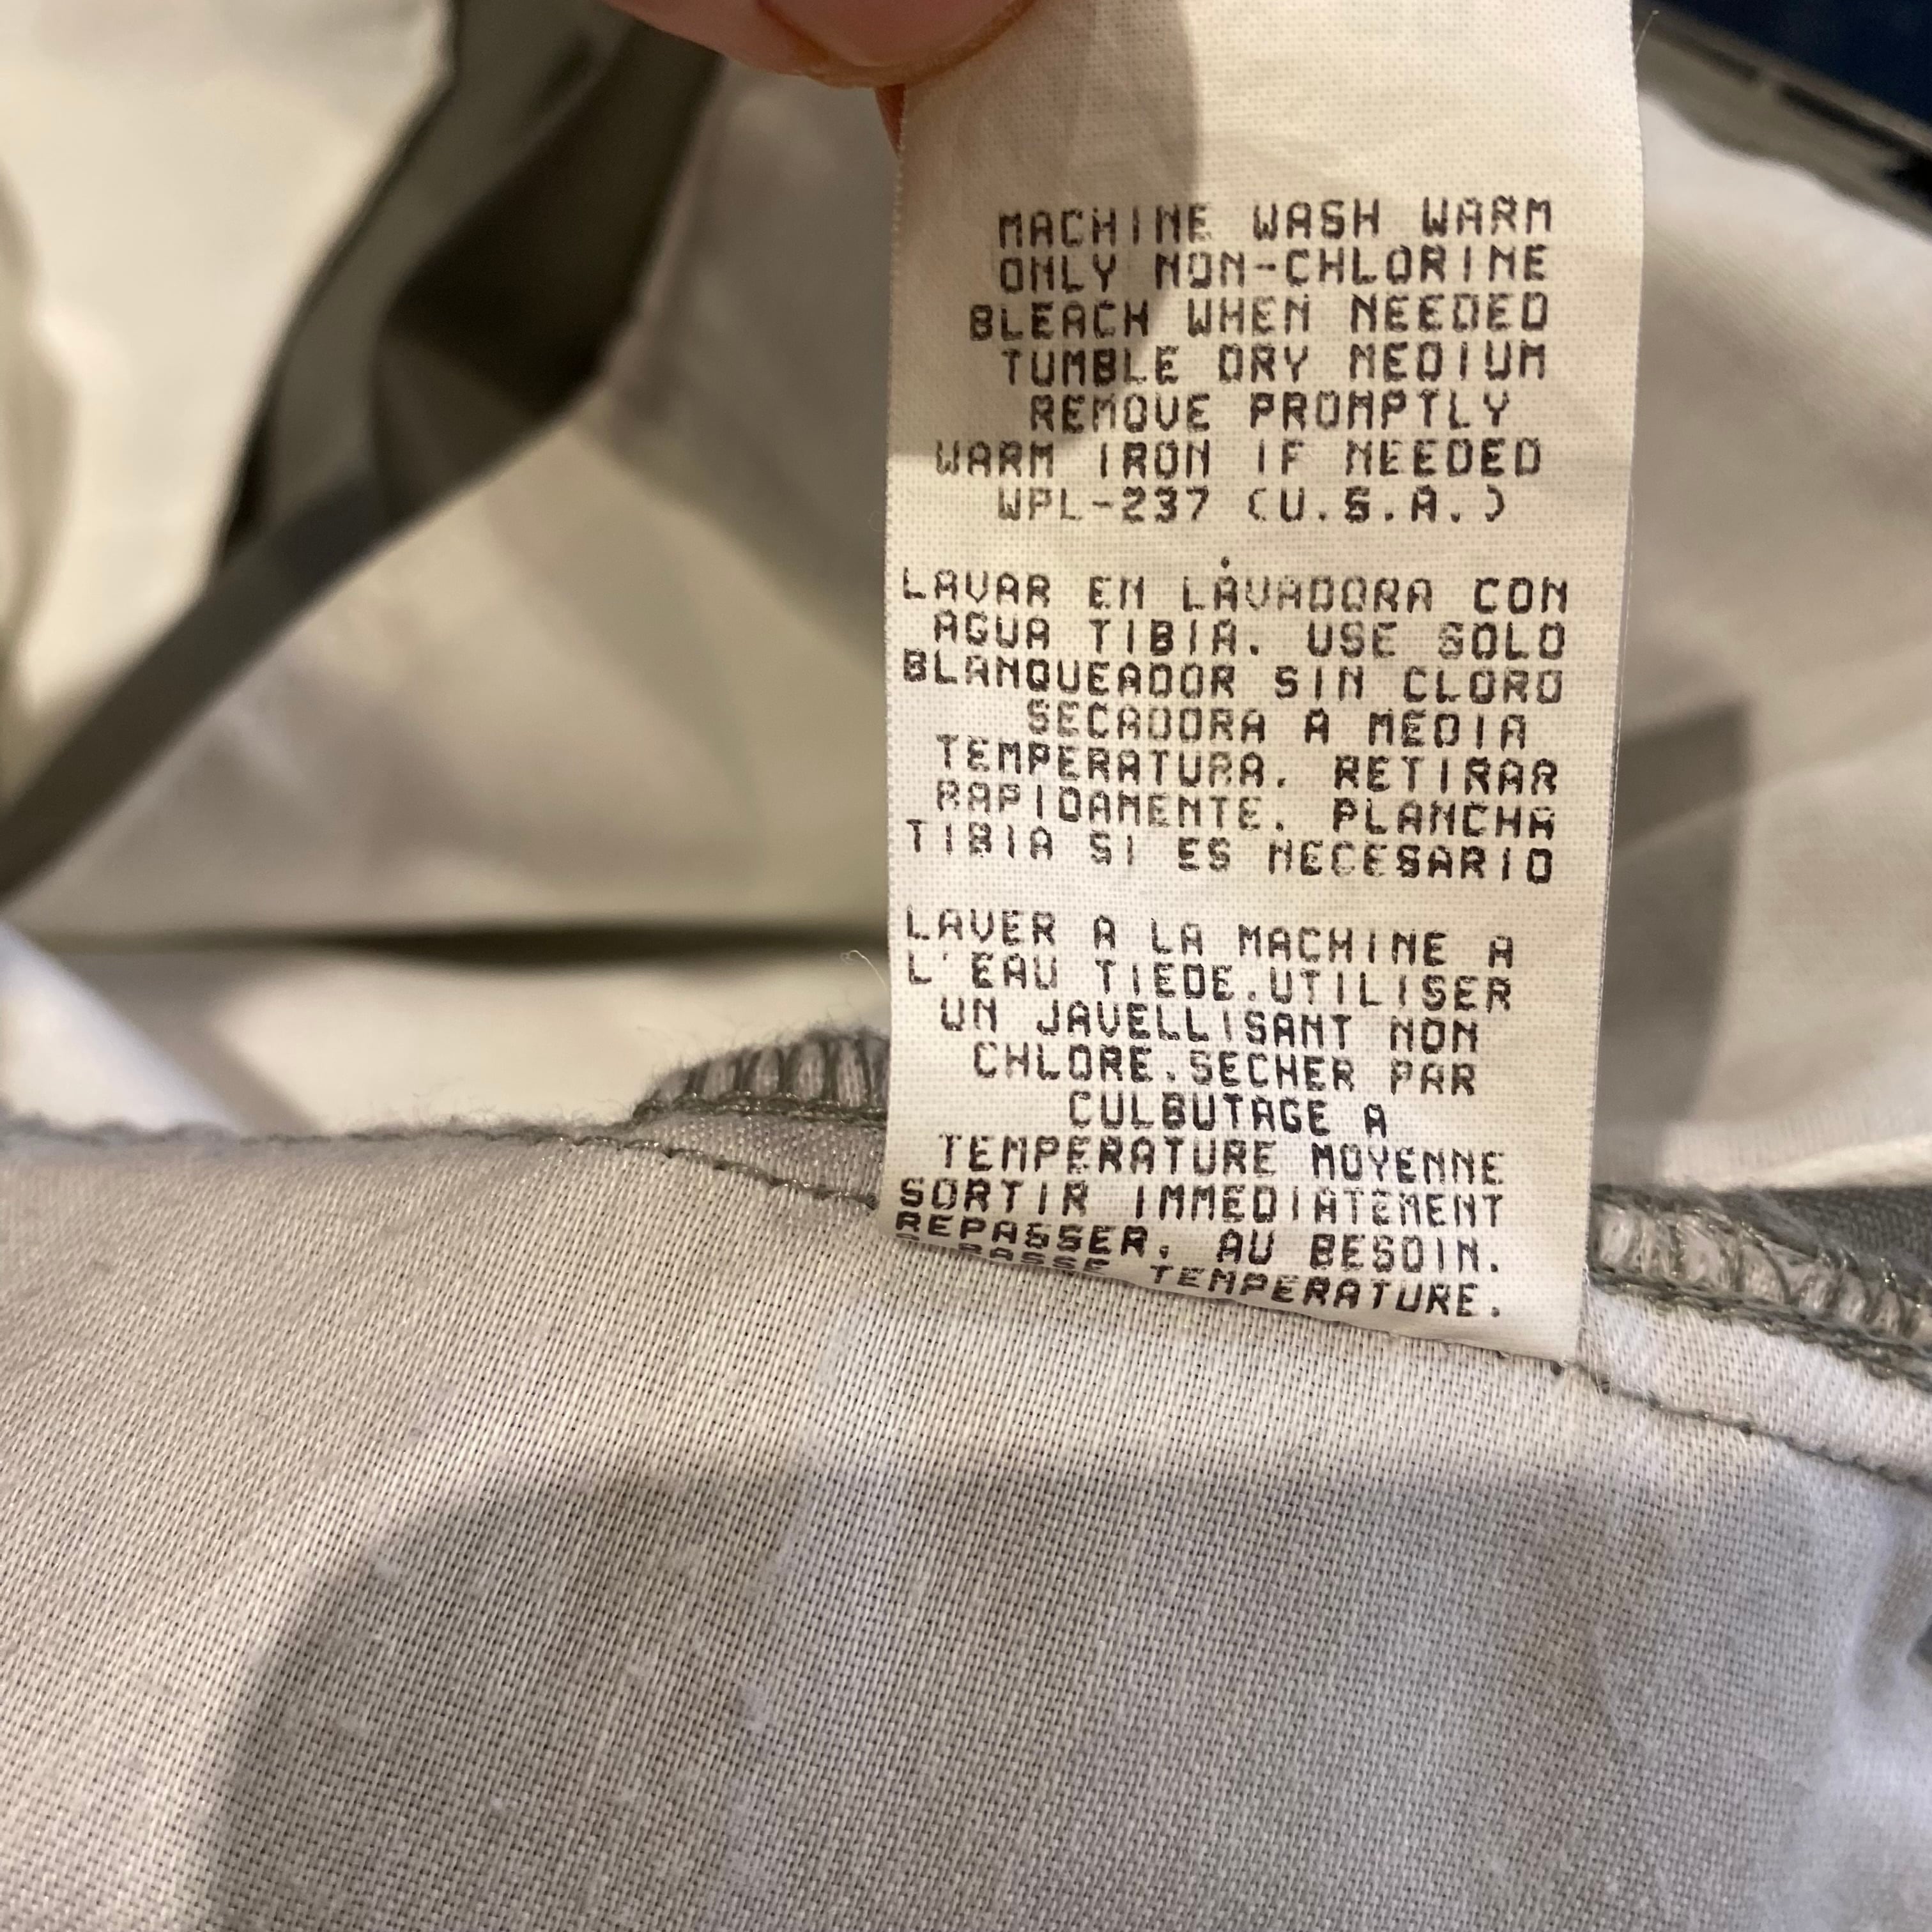 MACHINE WASH WARM
ONLY NON-CHLORINE
BLEACH WHEN NEEDED
TUMBLE DRY MEDIUM
REMOVE PROMPTLY
WARM IRON IF NEEDED
WPL-237 (U.S.A.)
LAVAR EN LAVADORA CON
AGUA TIBIA. USE SOLO
BLANQUEADOR SIN CLORO
SECADORA A MEDIA
TEMPERATURA. RETIRAR
RAPIDAMENTE. PLANCHA
TIBIA SI ES NECESARIO
LAVER A LA MACHINE A
L'EAU TIEDE.UTILISER
UN JAVELLISANT NON
CHLORE.SECHER PAR
CULBUTAGE A
TEMPERATURE MOYENNE
SORTIR IMMEDIATEMENT
REPASSER. AU BESOIN.
BASSE TEMPERATURE.